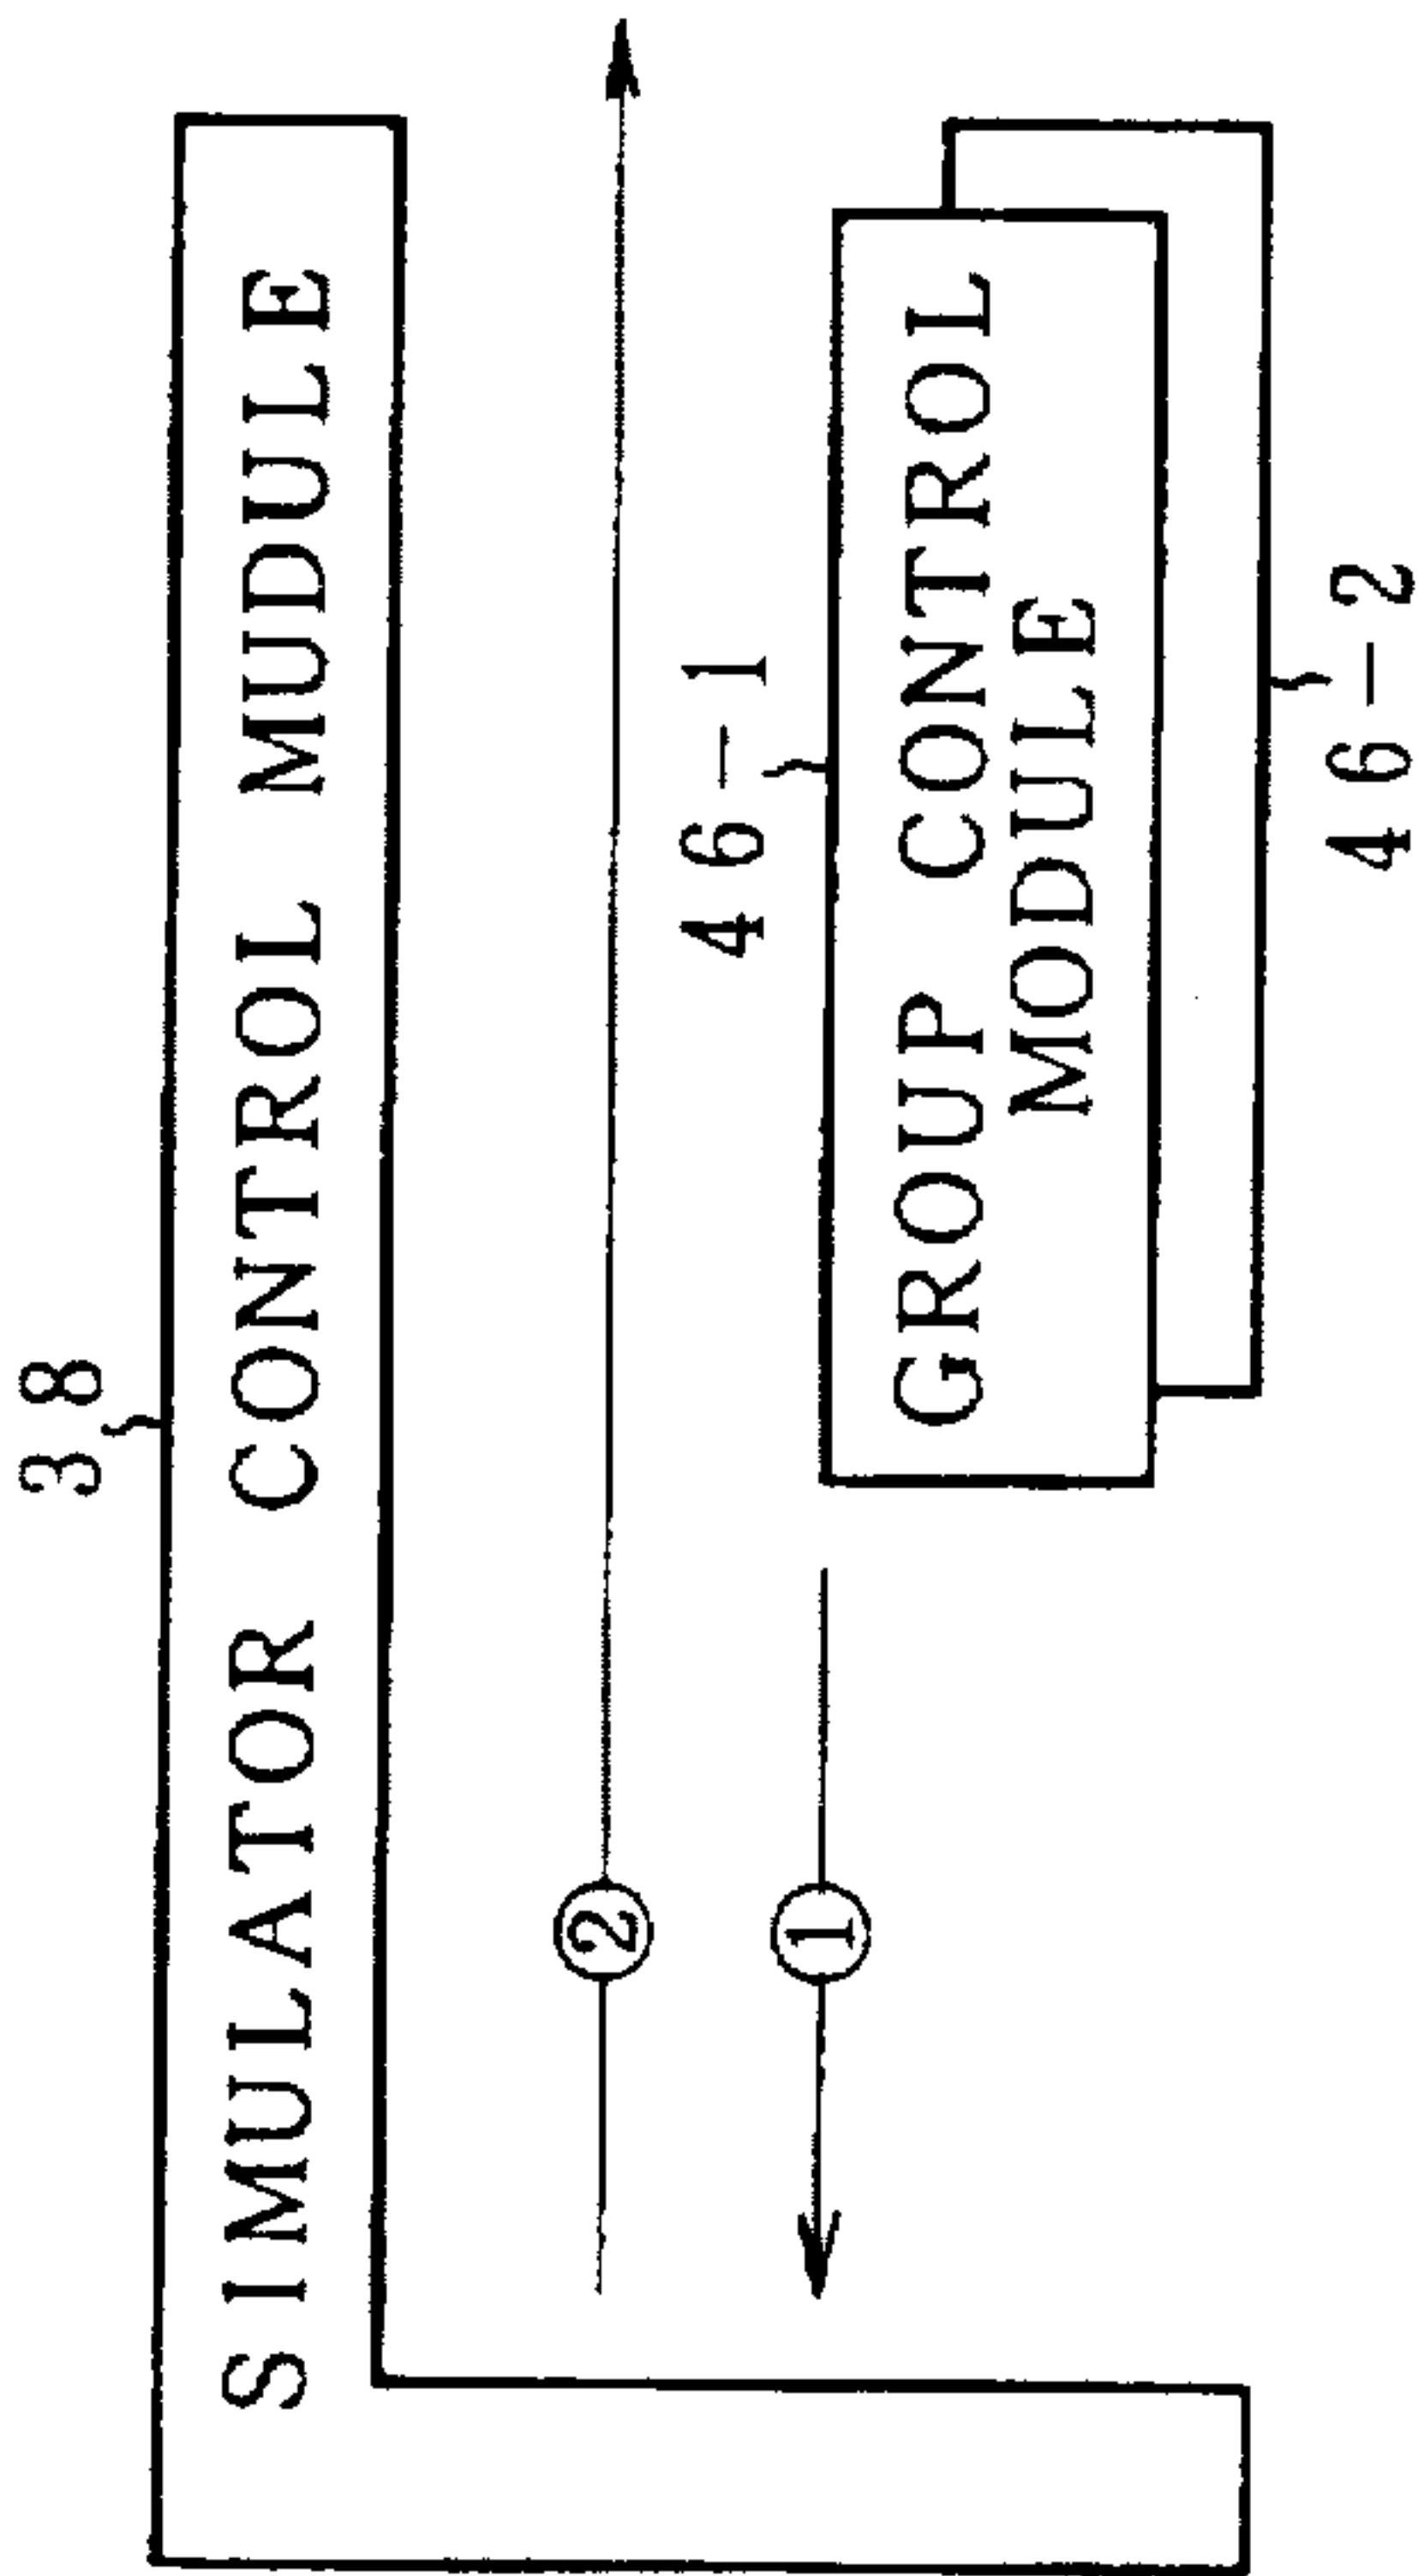 38
SIMULATOR CONTROL MUDULE
②
①
46-1
GROUP CONTROL
MODULE
46-2